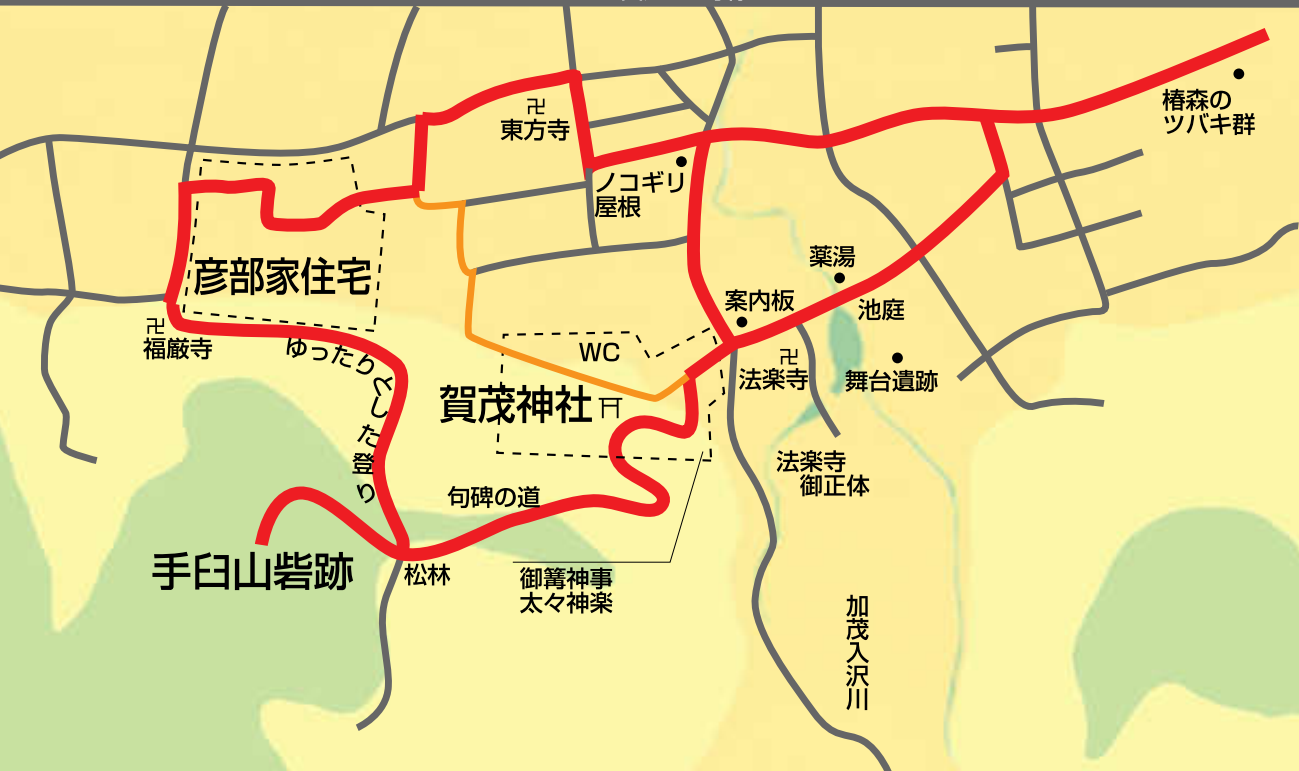 椿森の
ツバキ群
卍
東方寺
ノコギリ
屋根
薬湯
彦部家住宅
案内板
池庭
卍
福厳寺
ゆったりとした登り
WC
卍
法楽寺
舞台遺跡
賀茂神社
法楽寺
御正体
句碑の道
手臼山砦跡
松林
御篝神事
太々神楽
加茂入沢川